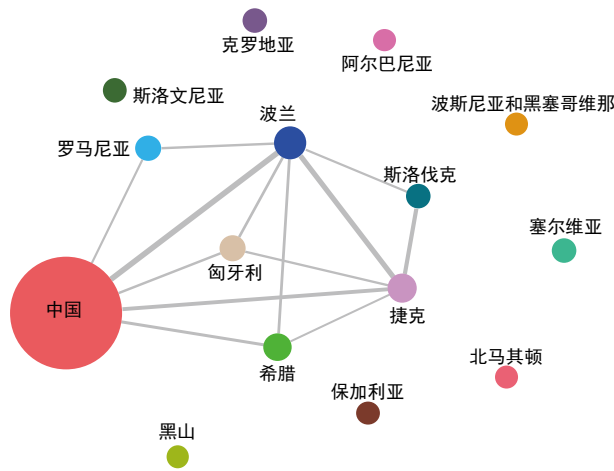 克罗地亚
阿尔巴尼亚
斯洛文尼亚
波斯尼亚和黑塞哥维那
波兰
罗马尼亚
斯洛伐克
塞尔维亚
匈牙利
中国
捷克
北马其顿
希腊
保加利亚
黑山